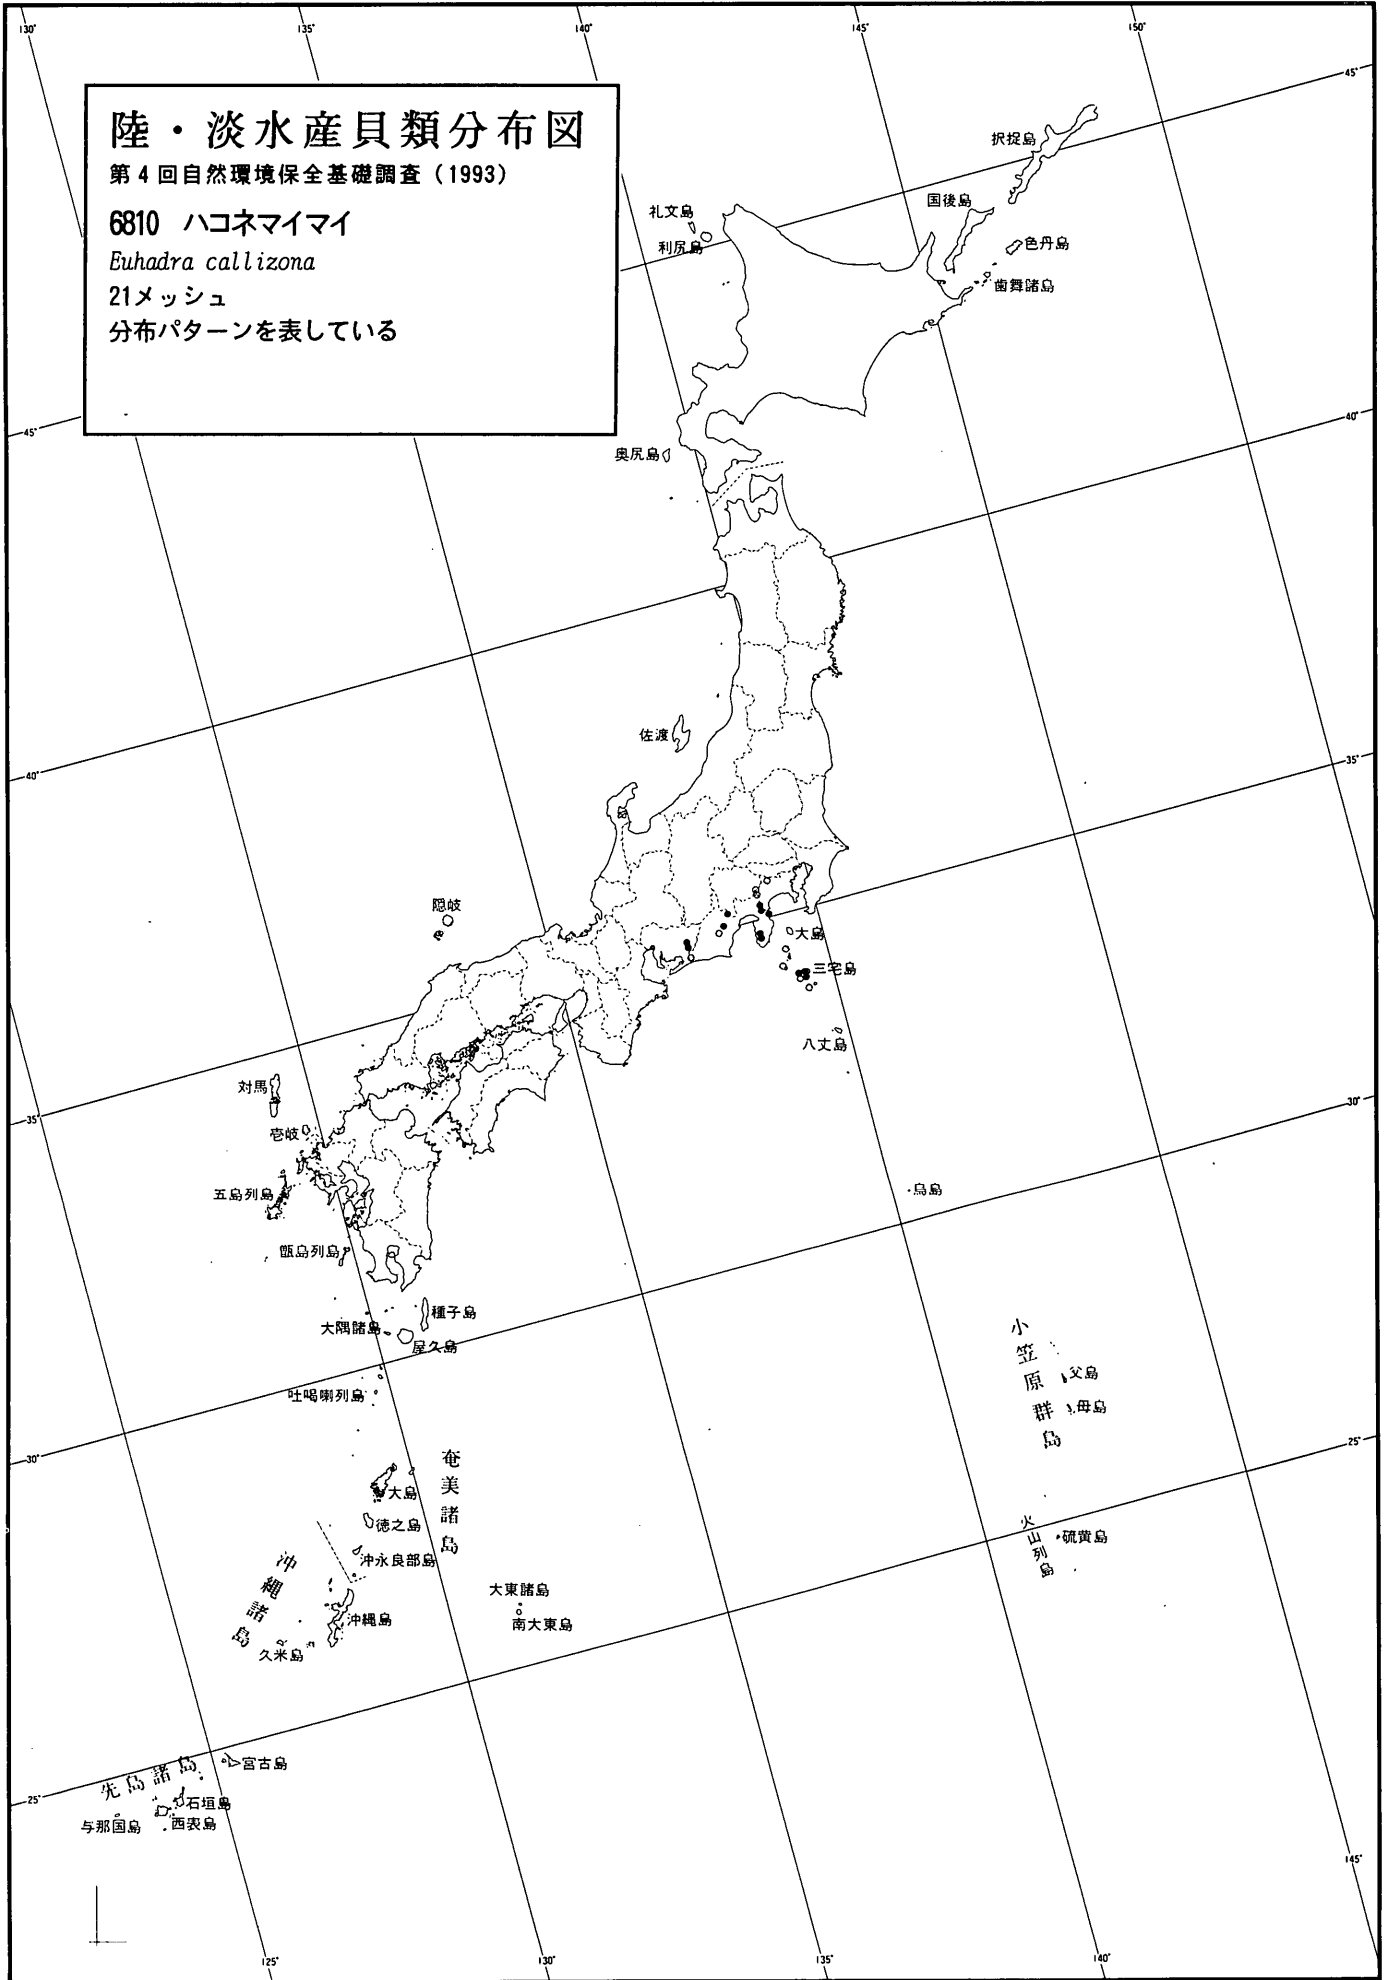 130°
135°
140°
145°
150°
陸・淡水産貝類分布図
第4回自然環境保全基礎調査（1993）
6810 ハコネマイマイ
Euhadra callizona
21メッシュ
分布パターンを表している
45°
択捉島
国後島
色丹島
歯舞諸島
礼文島
利尻島
40°
45°
奥尻島
佐渡
35°
40°
隠岐
大島
三宅島
八丈島
対馬
壱岐
35°
30°
五島列島
鳥島
甑島列島
種子島
大隅諸島
屋久島
吐噶喇列島
小笠原群島
父島
母島
25°
30°
奄美諸島
大島
徳之島
沖永良部島
火山列島
硫黄島
沖縄諸島
沖縄島
久米島
大東諸島
南大東島
先島諸島
宮古島
石垣島
西表島
与那国島
25°
145°
125°
130°
135°
140°